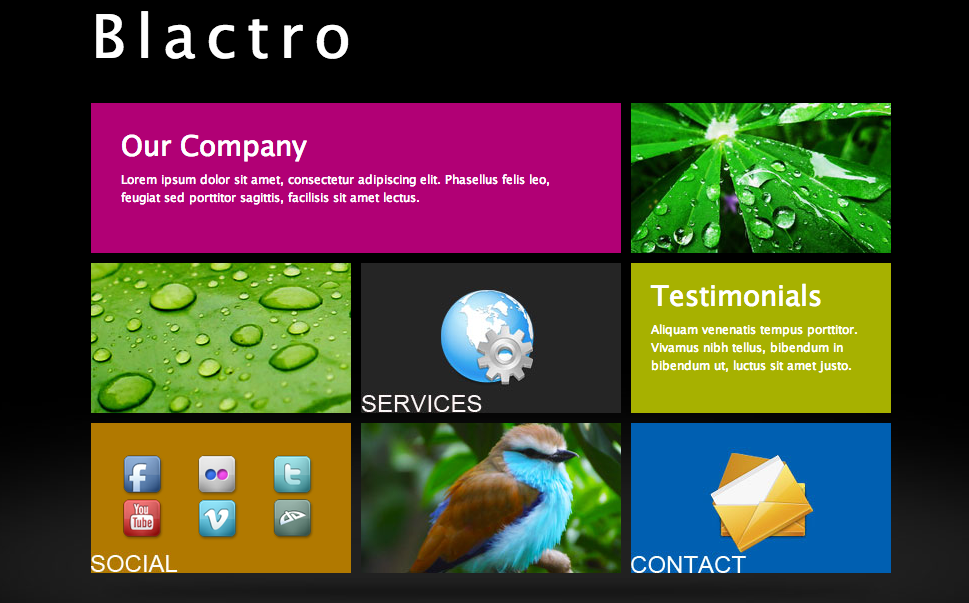 Blactro
Our Company
Lorem ipsum dolor sit amet, consectetur adipiscing elit. Phasellus felis leo,
feugiat sed porttitor sagittis, facilisis sit amet lectus.
Testimonials
Aliquam venenatis tempus porttitor.
Vivamus nibh tellus, bibendum in
bibendum ut, luctus sit amet justo.
SERVICES
f
t
You
Tube
v
SOCIAL
CONTACT